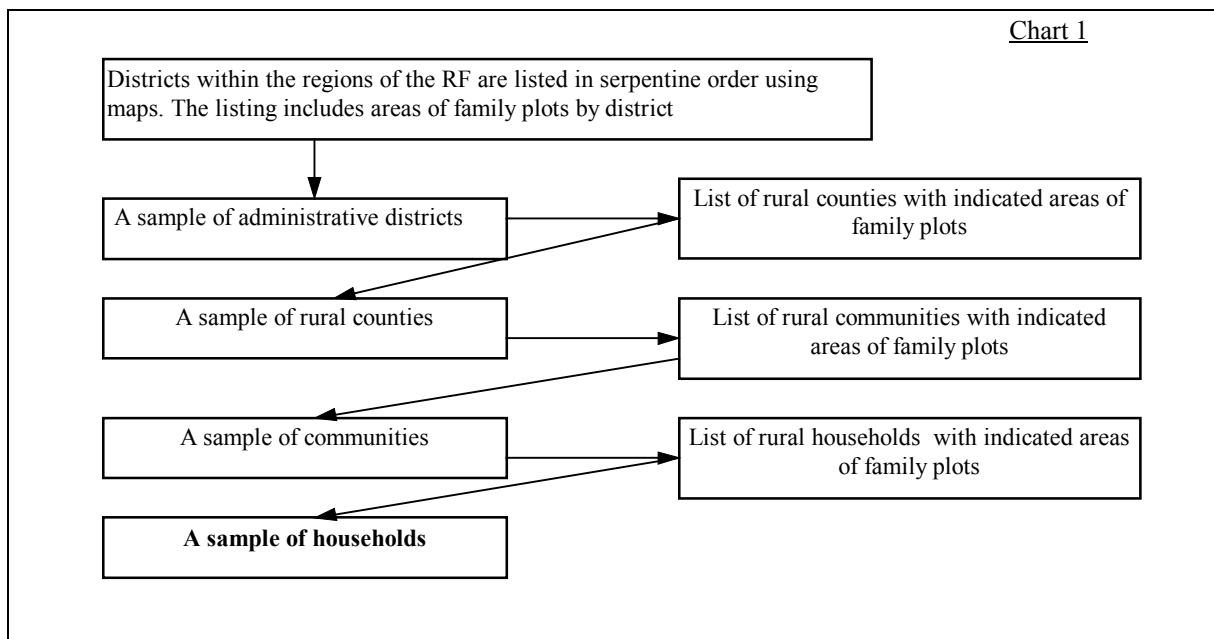 Chart 1
Districts within the regions of the RF are listed in serpentine order using
maps. The listing includes areas of family plots by district
A sample of administrative districts
List of rural counties with indicated areas of
family plots
A sample of rural counties
List of rural communities with indicated
areas of family plots
A sample of communities
List of rural households with indicated areas
of family plots
A sample of households